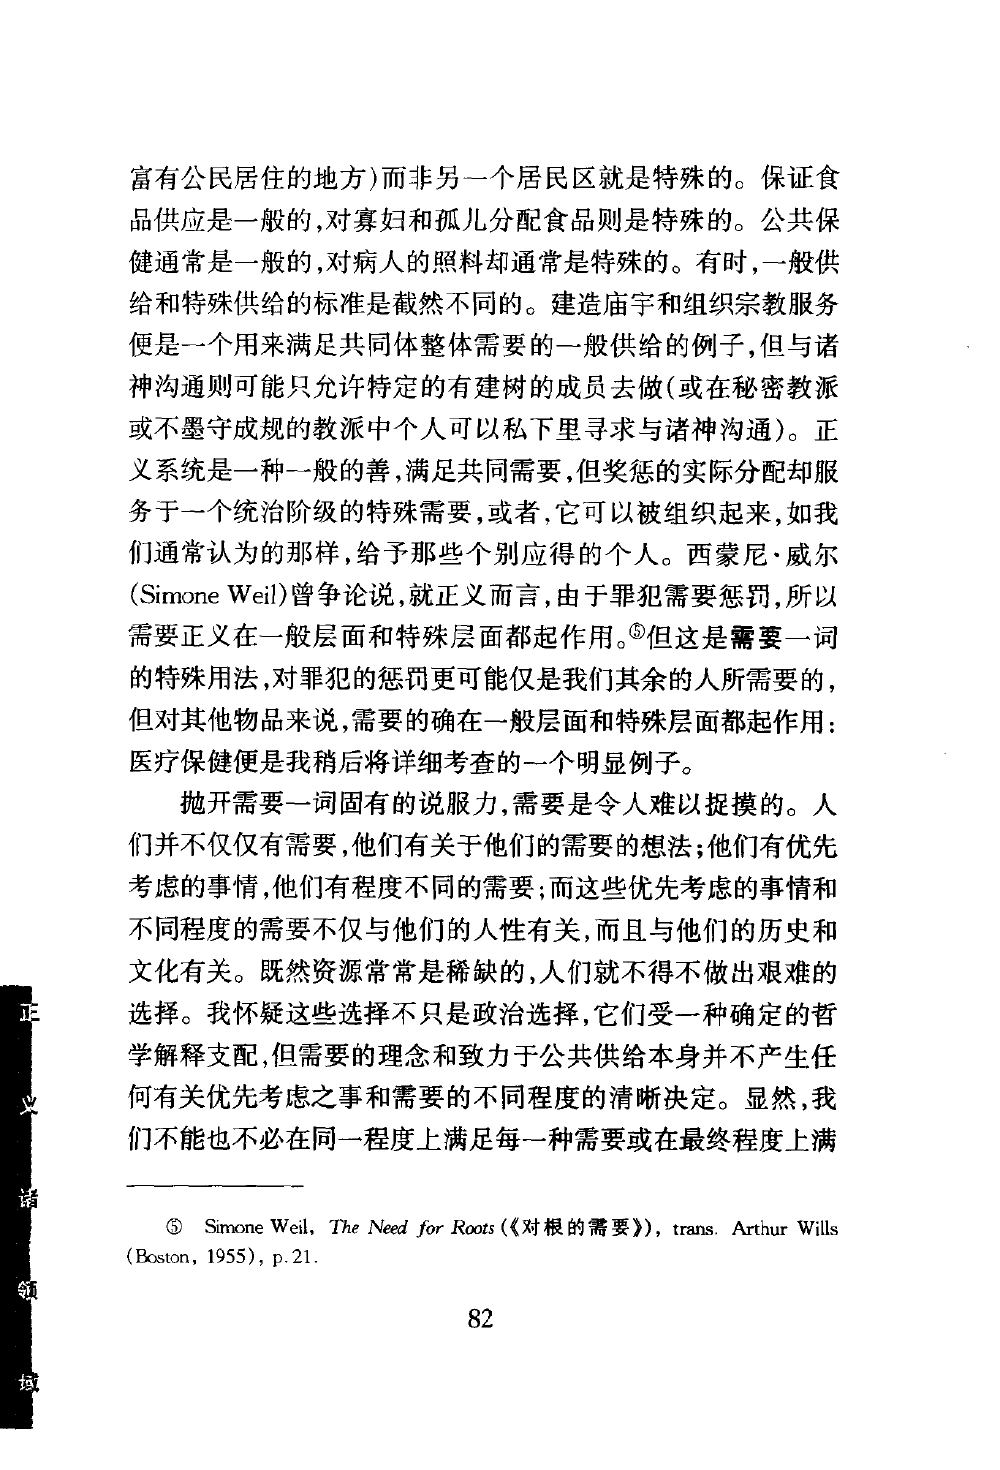 富有公民居住的地方)而非另一个居民区就是特殊的。保证食
品供应是一般的,对寡妇和孤儿分配食品则是特殊的。公共保
健通常是一般的,对病人的照料却通常是特殊的。有时,一般供
给和特殊供给的标准是截然不同的。建造庙宇和组织宗教服务
便是一个用来满足共同体整体需要的一般供给的例子,但与诸
神沟通则可能只允许特定的有建树的成员去做(或在秘密教派
或不墨守成规的教派中个人可以私下里寻求与诸神沟通)。正
义系统是一种一般的善,满足共同需要,但奖惩的实际分配却服
务于一个统治阶级的特殊需要,或者,它可以被组织起来,如我
们通常认为的那样,给予那些个别应得的个人。西蒙尼·威尔
(Simone Weil)曾争论说,就正义而言,由于罪犯需要惩罚,所以
需要正义在一般层面和特殊层面都起作用。⑤但这是需要一词
的特殊用法,对罪犯的惩罚更可能仅是我们其余的人所需要的,
但对其他物品来说,需要的确在一般层面和特殊层面都起作用:
医疗保健便是我稍后将详细考查的一个明显例子。
抛开需要一词固有的说服力,需要是令人难以捉摸的。人
们并不仅仅有需要,他们有关于他们的需要的想法;他们有优先
考虑的事情,他们有程度不同的需要;而这些优先考虑的事情和
不同程度的需要不仅与他们的人性有关,而且与他们的历史和
文化有关。既然资源常常是稀缺的,人们就不得不做出艰难的
选择。我怀疑这些选择不只是政治选择,它们受一种确定的哲
学解释支配,但需要的理念和致力于公共供给本身并不产生任
何有关优先考虑之事和需要的不同程度的清晰决定。显然,我
们不能也不必在同一程度上满足每一种需要或在最终程度上满
⑤ Simone Weil, The Need for Roots (《对根的需要》), trans. Arthur Wills
(Boston, 1955), p.21.
82
正
义
诸
领
域